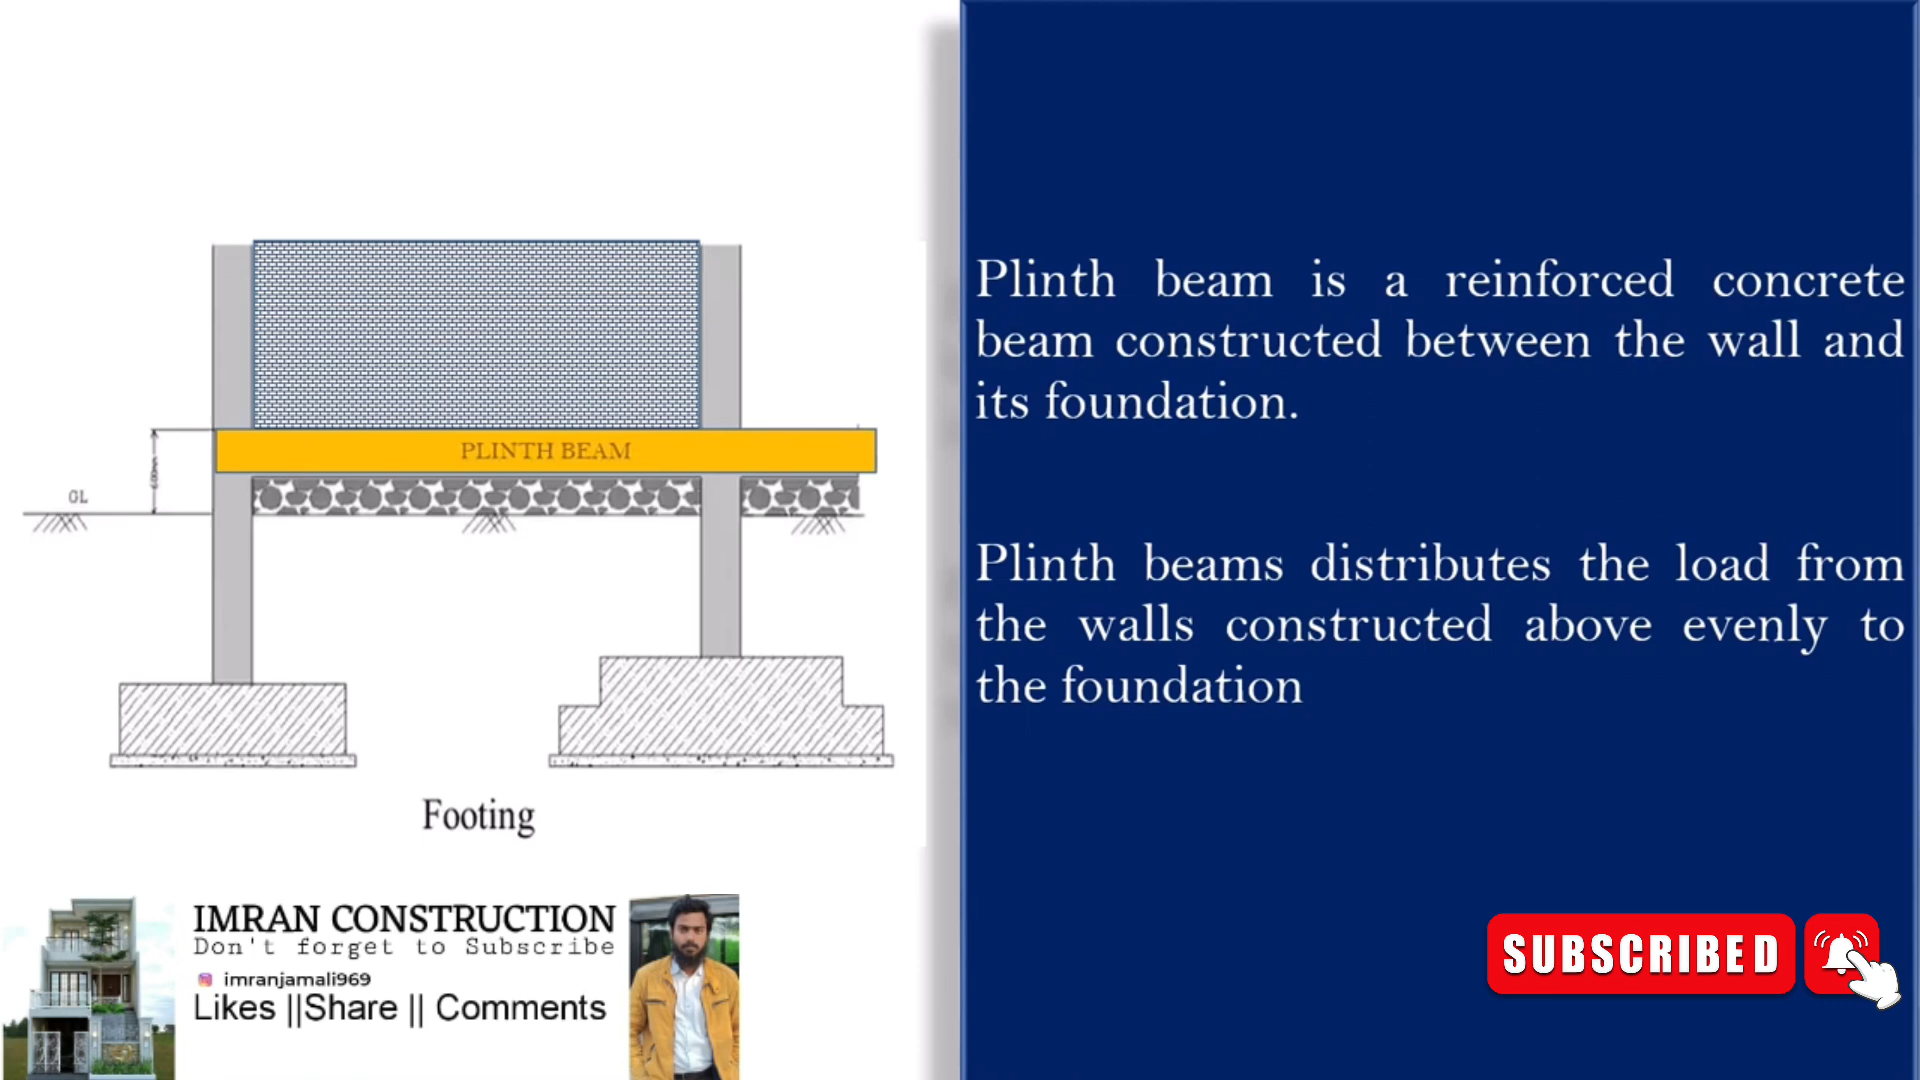 Plinth beam is a reinforced concrete
beam constructed between the wall and
its foundation.
Plinth beams distributes the load from
the walls constructed above evenly to
the foundation
PLINTH BEAM
GL
Footing
IMRAN CONSTRUCTION
Don't forget to Subscribe
imranjamali969
Likes ||Share || Comments
SUBSCRIBED